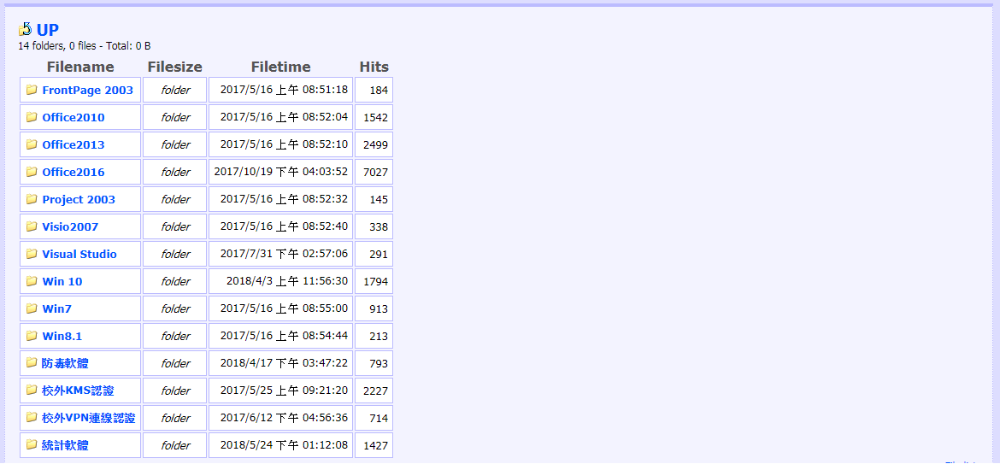 UP
14 folders, 0 files - Total: 0 B
Filename Filesize Filetime Hits
FrontPage 2003 folder 2017/5/16 上午 08:51:18 184
Office2010 folder 2017/5/16 上午 08:52:04 1542
Office2013 folder 2017/5/16 上午 08:52:10 2499
Office2016 folder 2017/10/19 下午 04:03:52 7027
Project 2003 folder 2017/5/16 上午 08:52:32 145
Visio2007 folder 2017/5/16 上午 08:52:40 338
Visual Studio folder 2017/7/31 下午 02:57:06 291
Win 10 folder 2018/4/3 上午 11:56:30 1794
Win7 folder 2017/5/16 上午 08:55:00 913
Win8.1 folder 2017/5/16 上午 08:54:44 213
防毒軟體 folder 2018/4/17 下午 03:47:22 793
校外KMS認證 folder 2017/5/25 上午 09:21:20 2227
校外VPN連線認證 folder 2017/6/12 下午 04:56:36 714
統計軟體 folder 2018/5/24 下午 01:12:08 1427